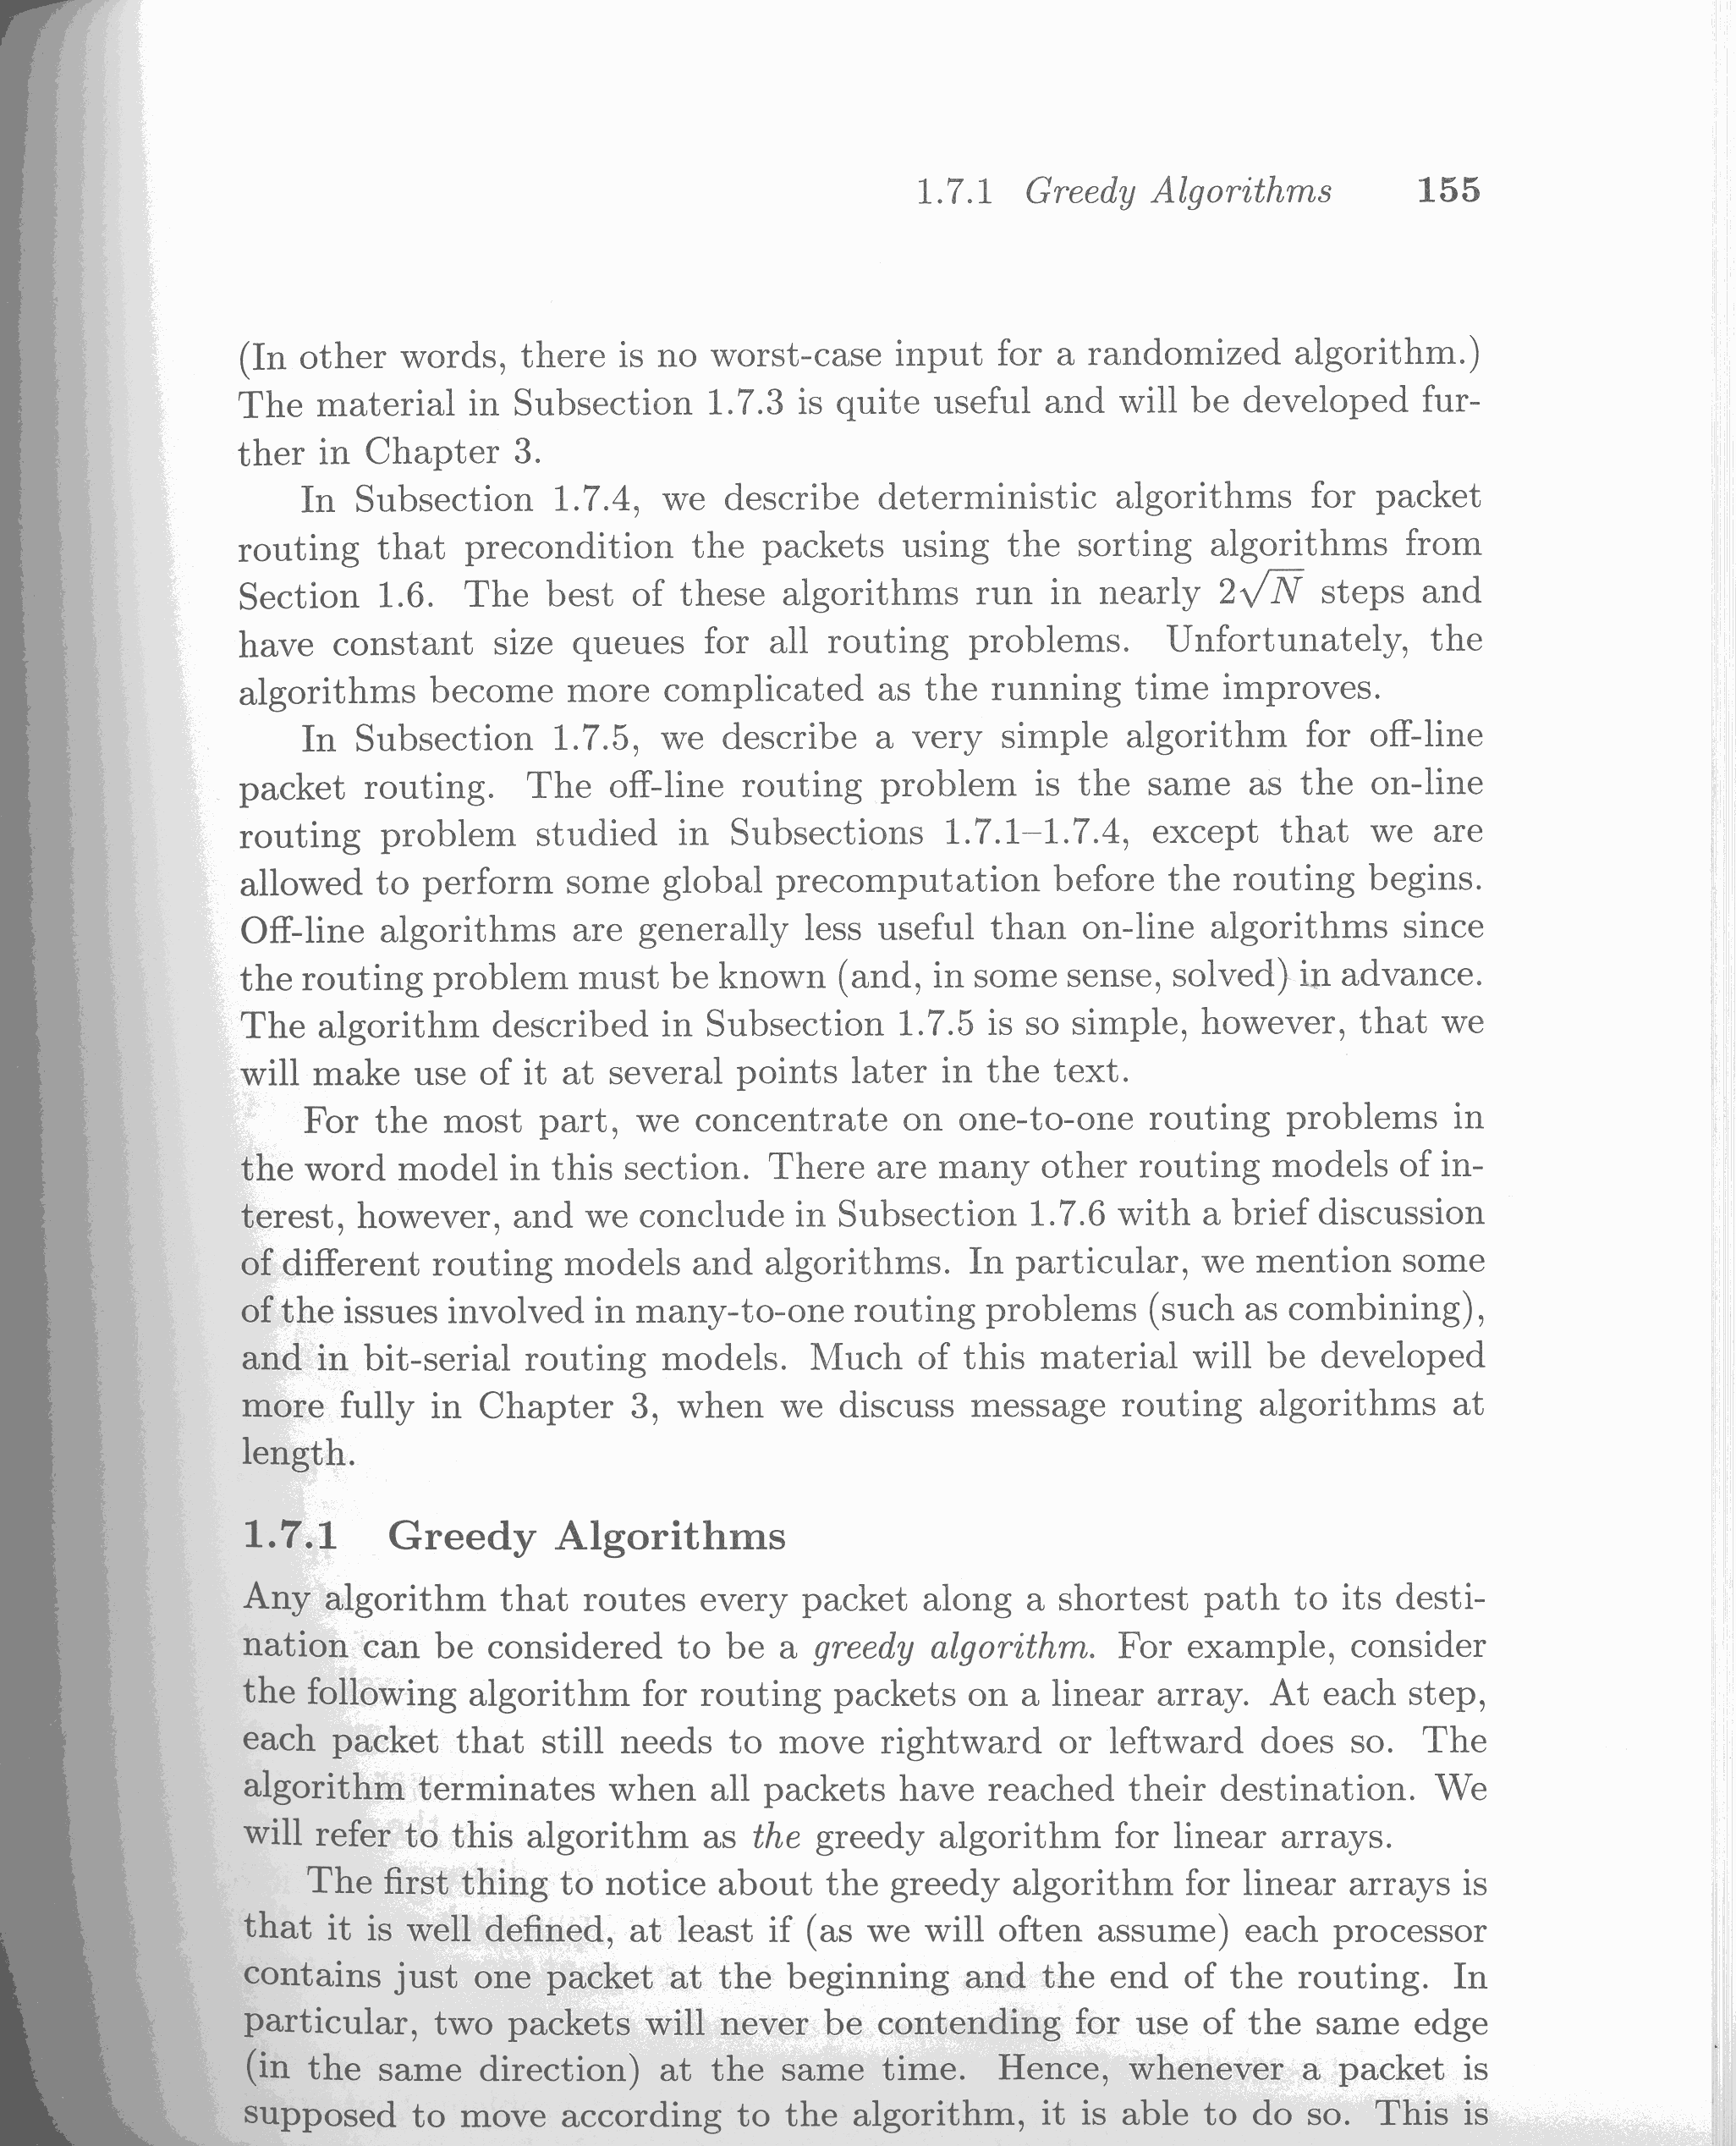 1.7.1 Greedy Algorithms 155
(In other words, there is no worst-case input for a randomized algorithm.)
The material in Subsection 1.7.3 is quite useful and will be developed fur-
ther in Chapter 3.
In Subsection 1.7.4, we describe deterministic algorithms for packet
routing that precondition the packets using the sorting algorithms from
Section 1.6. The best of these algorithms run in nearly 2√N steps and
have constant size queues for all routing problems. Unfortunately, the
algorithms become more complicated as the running time improves.
In Subsection 1.7.5, we describe a very simple algorithm for off-line
packet routing. The off-line routing problem is the same as the on-line
routing problem studied in Subsections 1.7.1–1.7.4, except that we are
allowed to perform some global precomputation before the routing begins.
Off-line algorithms are generally less useful than on-line algorithms since
the routing problem must be known (and, in some sense, solved) in advance.
The algorithm described in Subsection 1.7.5 is so simple, however, that we
will make use of it at several points later in the text.
For the most part, we concentrate on one-to-one routing problems in
the word model in this section. There are many other routing models of in-
terest, however, and we conclude in Subsection 1.7.6 with a brief discussion
of different routing models and algorithms. In particular, we mention some
of the issues involved in many-to-one routing problems (such as combining),
and in bit-serial routing models. Much of this material will be developed
more fully in Chapter 3, when we discuss message routing algorithms at
length.
1.7.1 Greedy Algorithms
Any algorithm that routes every packet along a shortest path to its desti-
nation can be considered to be a greedy algorithm. For example, consider
the following algorithm for routing packets on a linear array. At each step,
each packet that still needs to move rightward or leftward does so. The
algorithm terminates when all packets have reached their destination. We
will refer to this algorithm as the greedy algorithm for linear arrays.
The first thing to notice about the greedy algorithm for linear arrays is
that it is well defined, at least if (as we will often assume) each processor
contains just one packet at the beginning and the end of the routing. In
particular, two packets will never be contending for use of the same edge
(in the same direction) at the same time. Hence, whenever a packet is
supposed to move according to the algorithm, it is able to do so. This is